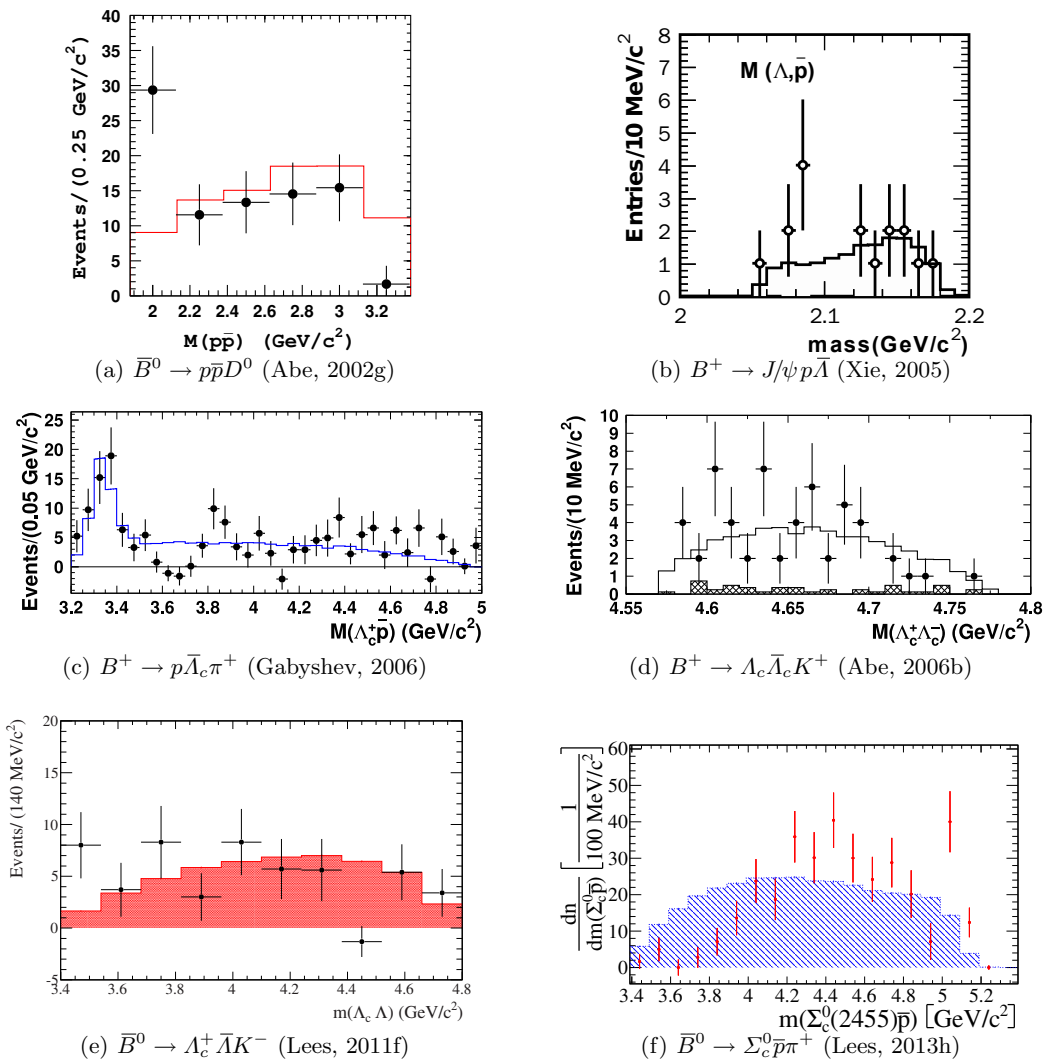 40
35
30
25
20
15
10
5
0
Events/(0.25 GeV/c²)
2 2.2 2.4 2.6 2.8 3 3.2
M(pp̄) (GeV/c²)
(a) B̄⁰ → pp̄D⁰ (Abe, 2002g)
8
7
6
5
4
3
2
1
0
Entries/10 MeV/c²
M (Λ,p̄)
2 2.1 2.2
mass(GeV/c²)
(b) B⁺ → J/ψ pΛ̄ (Xie, 2005)
25
20
15
10
5
0
Events/(0.05 GeV/c²)
3.2 3.4 3.6 3.8 4 4.2 4.4 4.6 4.8 5
M(Λc⁺p̄) (GeV/c²)
(c) B⁺ → pΛ̄cπ⁺ (Gabyshev, 2006)
10
9
8
7
6
5
4
3
2
1
0
Events/(10 MeV/c²)
4.55 4.6 4.65 4.7 4.75 4.8
M(Λc⁺Λc⁻) (GeV/c²)
(d) B⁺ → ΛcΛ̄cK⁺ (Abe, 2006b)
20
15
10
5
0
-5
Events/ (140 MeV/c²)
3.4 3.6 3.8 4 4.2 4.4 4.6 4.8
m(Λc Λ) (GeV/c²)
(e) B̄⁰ → Λc⁺Λ̄K⁻ (Lees, 2011f)
60
50
40
30
20
10
0
dn/dm(Σc⁰p̄) [1/100 MeV/c²]
3.4 3.6 3.8 4 4.2 4.4 4.6 4.8 5 5.2
m(Σc⁰(2455)p̄) [GeV/c²]
(f) B̄⁰ → Σc⁰p̄π⁺ (Lees, 2013h)